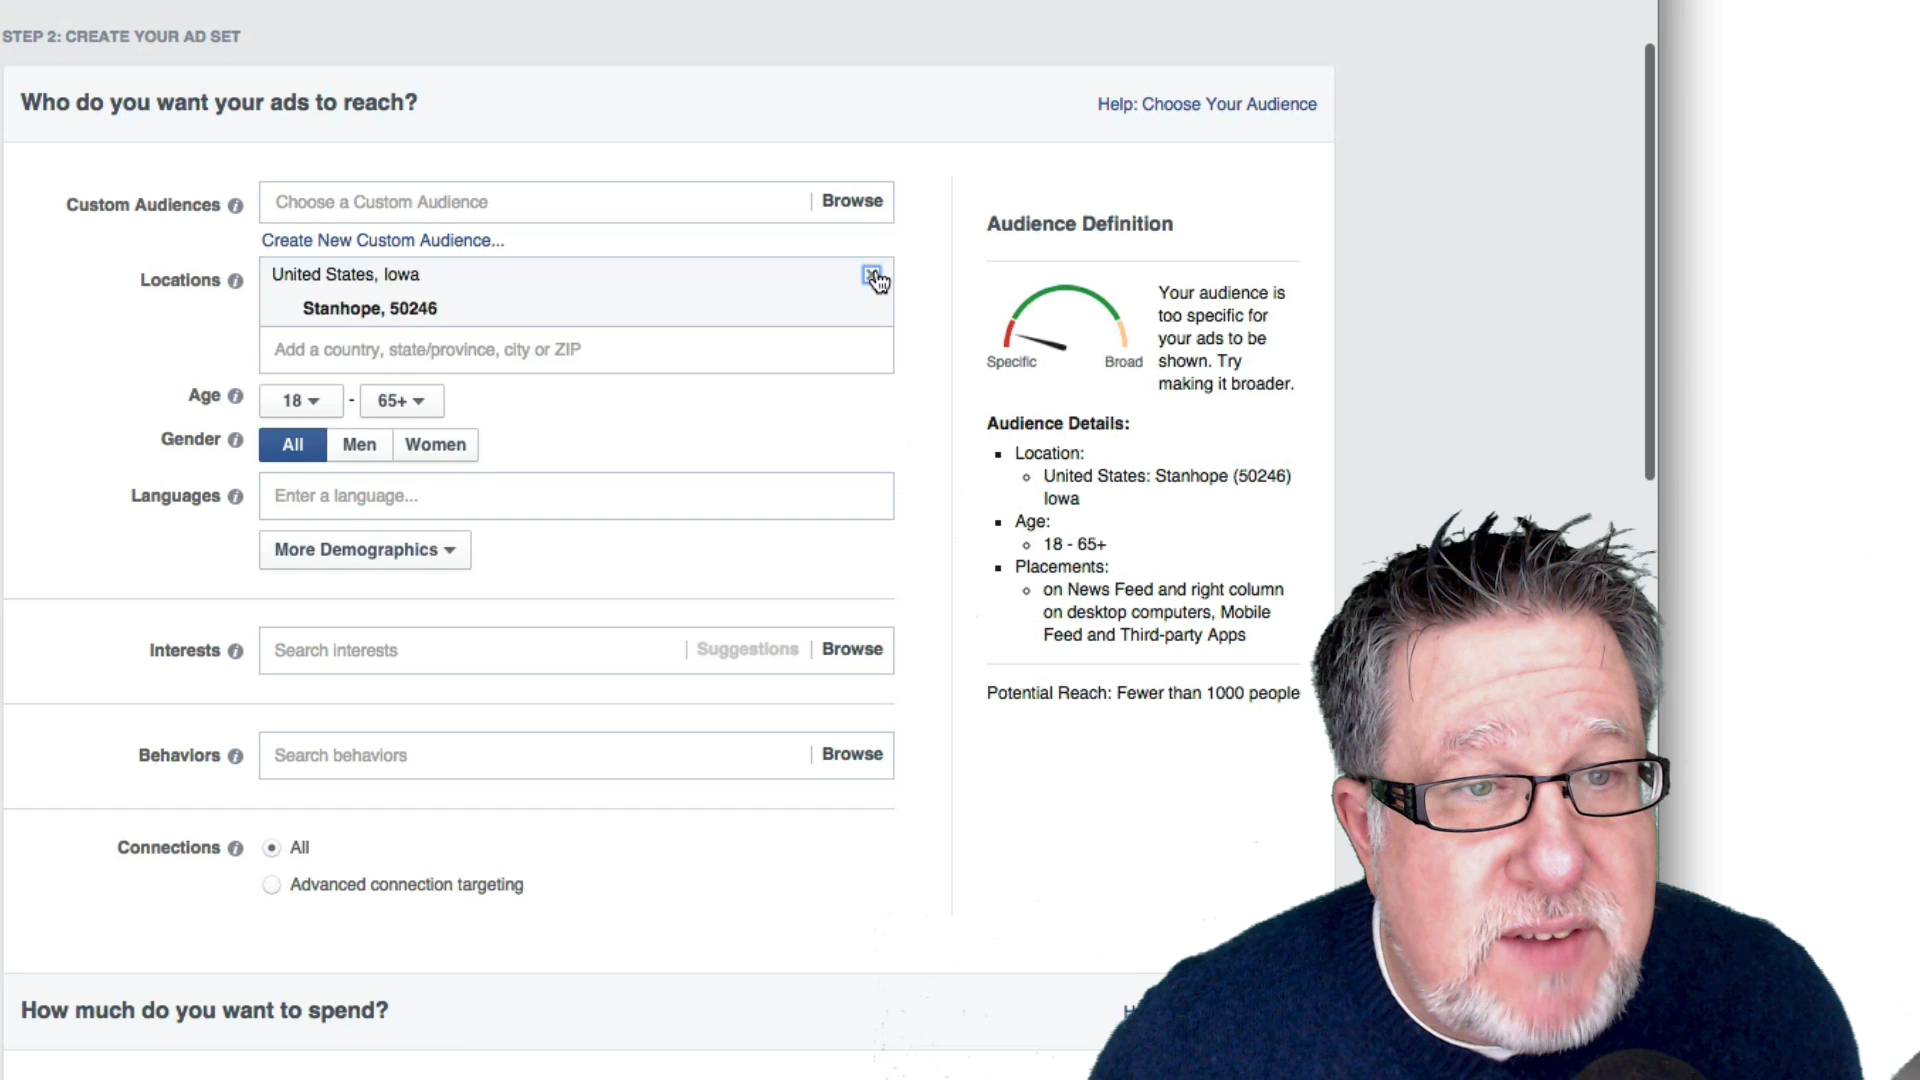 STEP 2: CREATE YOUR AD SET
Who do you want your ads to reach?
Help: Choose Your Audience
Custom Audiences
Choose a Custom Audience
Browse
Create New Custom Audience...
Locations
United States, Iowa
Stanhope, 50246
Add a country, state/province, city or ZIP
Age
18
-
65+
Gender
All
Men
Women
Languages
Enter a language...
More Demographics
Interests
Search interests
Suggestions
Browse
Behaviors
Search behaviors
Browse
Connections
All
Advanced connection targeting
Audience Definition
Specific
Broad
Your audience is
too specific for
your ads to be
shown. Try
making it broader.
Audience Details:
Location:
United States: Stanhope (50246)
Iowa
Age:
18 - 65+
Placements:
on News Feed and right column
on desktop computers, Mobile
Feed and Third-party Apps
Potential Reach: Fewer than 1000 people
How much do you want to spend?